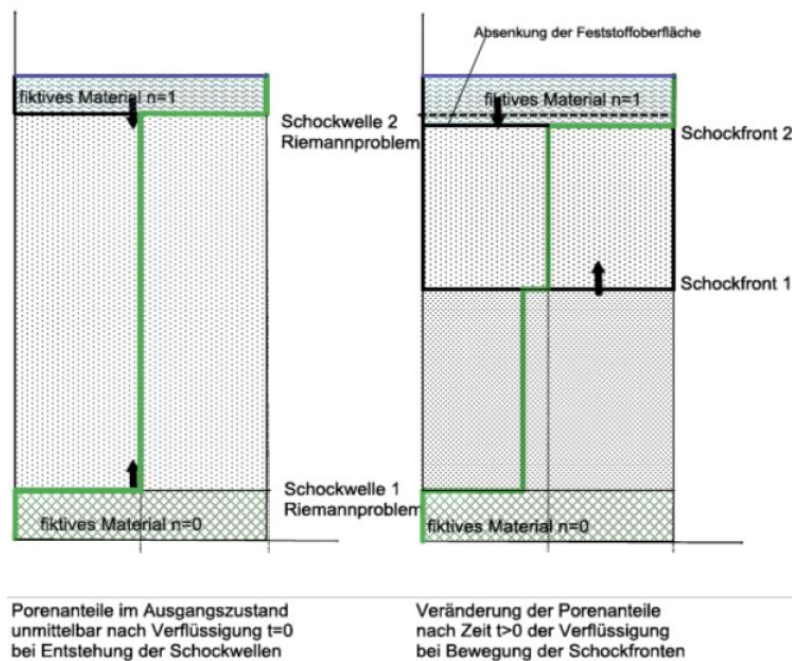 Absenkung der Feststoffoberfläche
fiktives Material n=1
Schockwelle 2
Riemannproblem
fiktives Material n=1
Schockfront 2
Schockfront 1
Schockwelle 1
Riemannproblem
fiktives Material n=0
fiktives Material n=0
Porenanteile im Ausgangszustand
unmittelbar nach Verflüssigung t=0
bei Entstehung der Schockwellen
Veränderung der Porenanteile
nach Zeit t>0 der Verflüssigung
bei Bewegung der Schockfronten